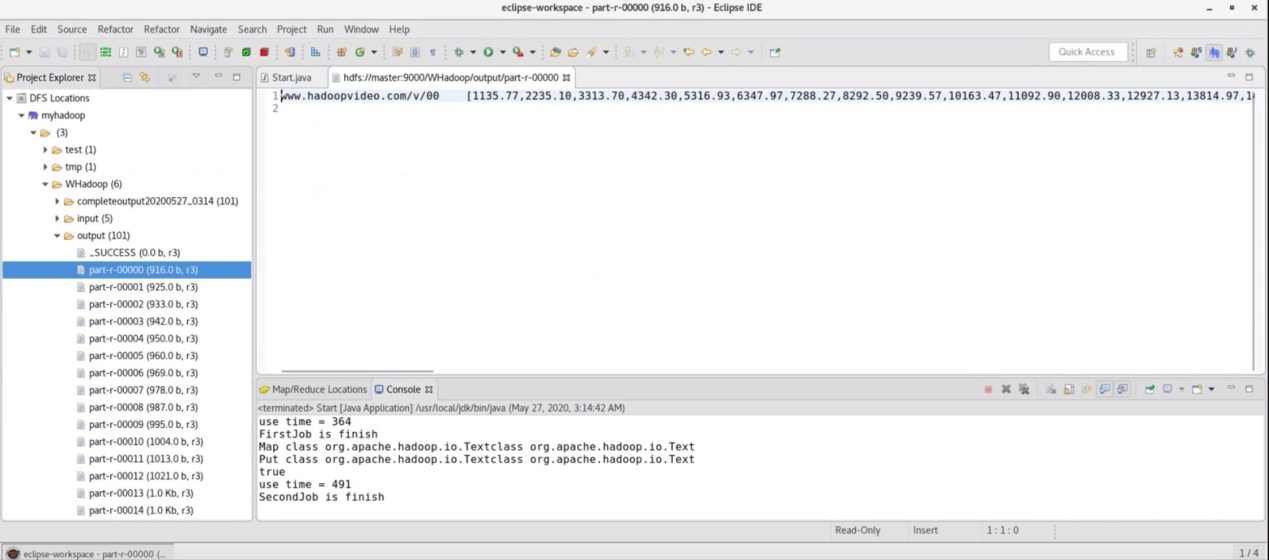 eclipse-workspace - part-r-00000 (916.0 b, r3) - Eclipse IDE
File Edit Source Refactor Refactor Navigate Search Project Run Window Help
Quick Access
Project Explorer
Start.java
hdfs://master:9000/WHadoop/output/part-r-00000
DFS Locations
myhadoop
(3)
test (1)
tmp (1)
WHadoop (6)
completeoutput20200527_0314 (101)
input (5)
output (101)
_SUCCESS (0.0 b, r3)
part-r-00000 (916.0 b, r3)
part-r-00001 (925.0 b, r3)
part-r-00002 (933.0 b, r3)
part-r-00003 (942.0 b, r3)
part-r-00004 (950.0 b, r3)
part-r-00005 (960.0 b, r3)
part-r-00006 (969.0 b, r3)
part-r-00007 (978.0 b, r3)
part-r-00008 (987.0 b, r3)
part-r-00009 (995.0 b, r3)
part-r-00010 (1004.0 b, r3)
part-r-00011 (1013.0 b, r3)
part-r-00012 (1021.0 b, r3)
part-r-00013 (1.0 Kb, r3)
part-r-00014 (1.0 Kb, r3)
1 www.hadoopvideo.com/v/00 [1135.77,2235.10,3313.70,4342.30,5316.93,6347.97,7288.27,8292.50,9239.57,10163.47,11092.90,12008.33,12927.13,13814.97,1
2
Map/Reduce Locations Console
<terminated> Start [Java Application] /usr/local/jdk/bin/java (May 27, 2020, 3:14:42 AM)
use time = 364
FirstJob is finish
Map class org.apache.hadoop.io.Textclass org.apache.hadoop.io.Text
Put class org.apache.hadoop.io.Textclass org.apache.hadoop.io.Text
true
use time = 491
SecondJob is finish
Read-Only Insert 1:1:0
eclipse-workspace - part-r-00000 (...
1 / 4